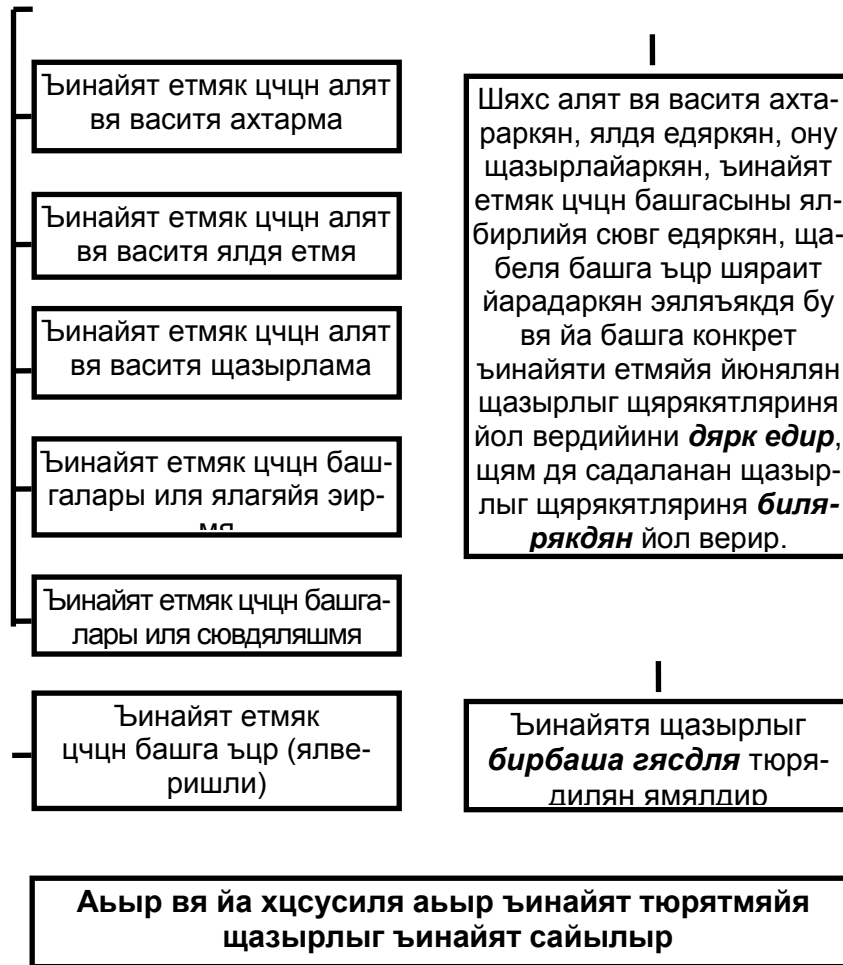 Ъинайят етмяк цчцн алят
вя васитя ахтарма
Ъинайят етмяк цчцн алят
вя васитя ялдя етмя
Ъинайят етмяк цчцн алят
вя васитя щазырлама
Ъинайят етмяк цчцн баш-
галары иля ялагяйя эир-
мя
Ъинайят етмяк цчцн башга-
лары иля сювдяляшмя
Ъинайят етмяк
цчцн башга ъцр (ялве-
ришли)
Шяхс алят вя васитя ахта-
раркян, ялдя едяркян, ону
щазырлайаркян, ъинайят
етмяк цчцн башгасыны ял-
бирлийя сювг едяркян, ща-
беля башга ъцр шяраит
йарадаркян эяляъякдя бу
вя йа башга конкрет
ъинайяти етмяйя йюнялян
щазырлыг щярякятляриня
йол вердийини дярк едир,
щям дя садаланан щазыр-
лыг щярякятляриня биля-
рякдян йол верир.
Ъинайятя щазырлыг
бирбаша гясдля тюря-
дилян ямялдир
Аьыр вя йа хцсусиля аьыр ъинайят тюрятмяйя
щазырлыг ъинайят сайылыр